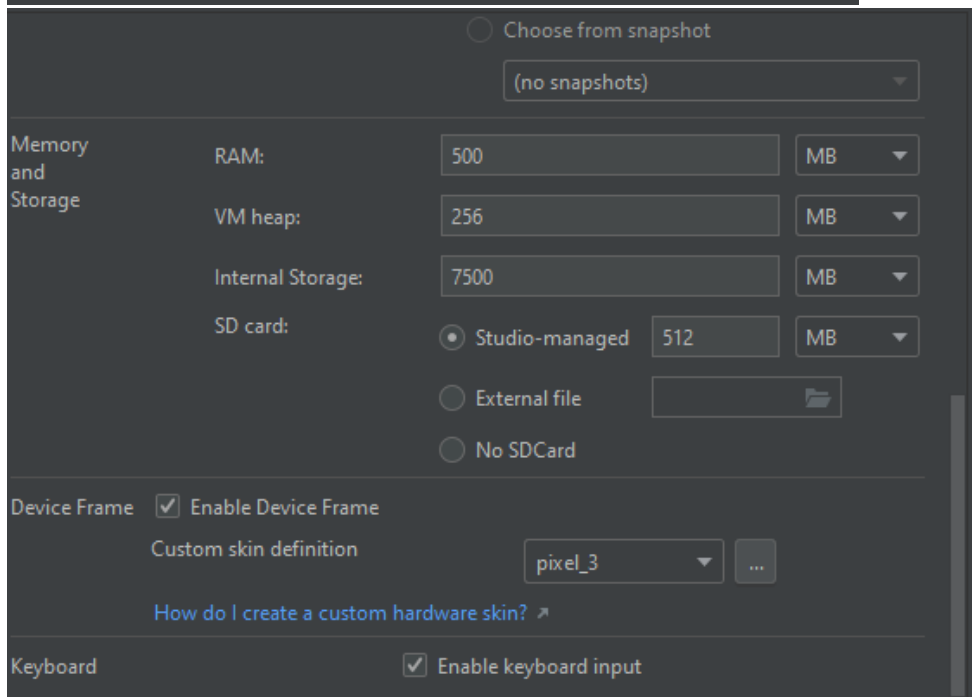 Choose from snapshot
(no snapshots)
Memory
and
Storage
RAM: 500 MB
VM heap: 256 MB
Internal Storage: 7500 MB
SD card:
Studio-managed 512 MB
External file
No SDCard
Device Frame Enable Device Frame
Custom skin definition pixel_3 ...
How do I create a custom hardware skin? ↗
Keyboard Enable keyboard input